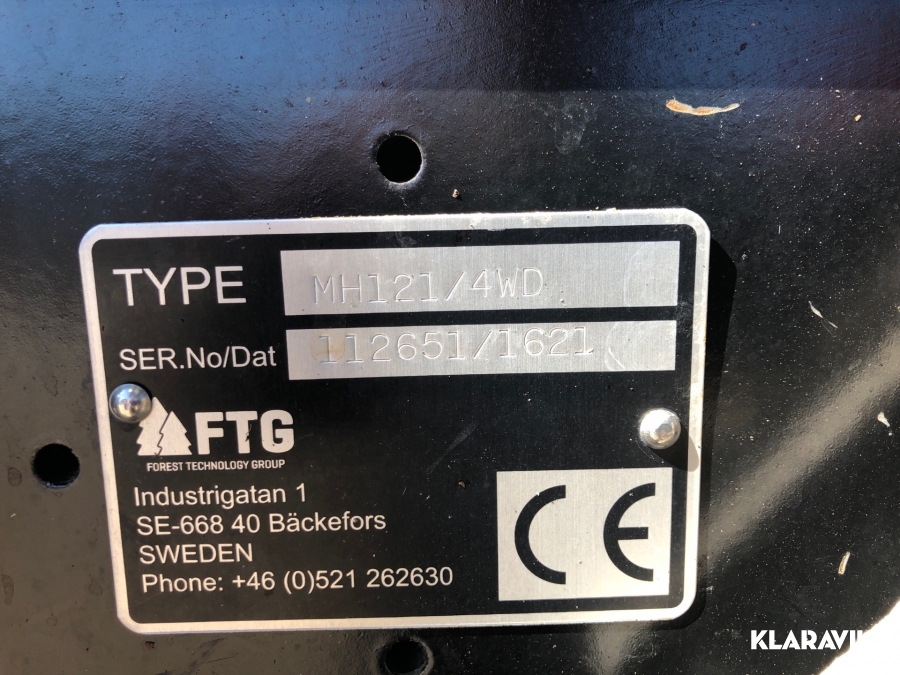 TYPE MH121/4WD
SER.No/Dat 112651/1621
FTG
FOREST TECHNOLOGY GROUP
Industrigatan 1
SE-668 40 Bäckefors
SWEDEN
Phone: +46 (0)521 262630
CE